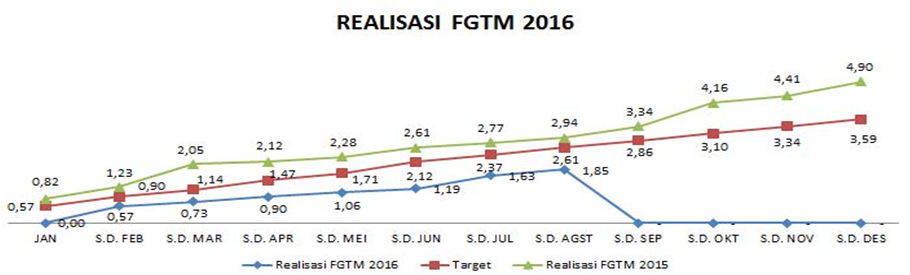 REALISASI FGTM 2016
0,82 1,23 2,05 2,12 2,28 2,61 2,77 2,94 3,34 4,16 4,41 4,90
0,57 0,90 1,14 1,47 1,71 2,12 2,37 2,61 2,86 3,10 3,34 3,59
0,00 0,57 0,73 0,90 1,06 1,19 1,63 1,85 - - - -
JAN S.D. FEB S.D. MAR S.D. APR S.D. MEI S.D. JUN S.D. JUL S.D. AGST S.D. SEP S.D. OKT S.D. NOV S.D. DES
Realisasi FGTM 2016 Target Realisasi FGTM 2015